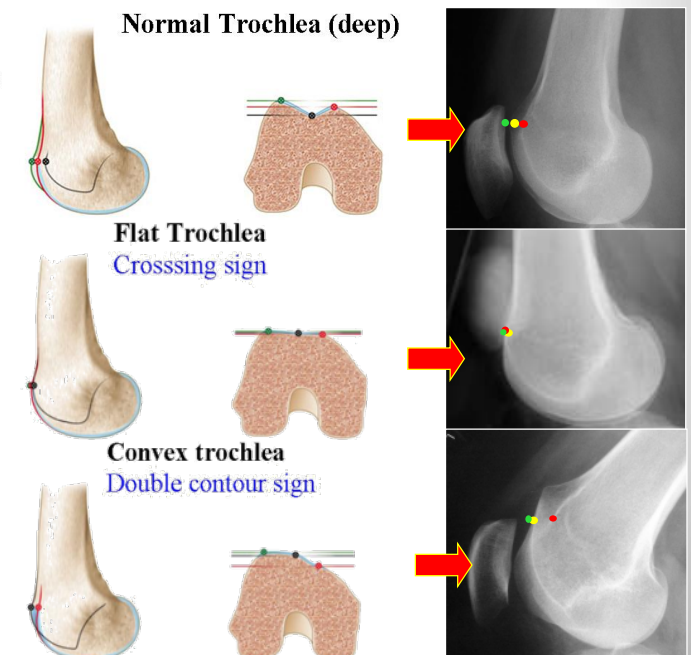 Normal Trochlea (deep)
Flat Trochlea
Crosssing sign
Convex trochlea
Double contour sign